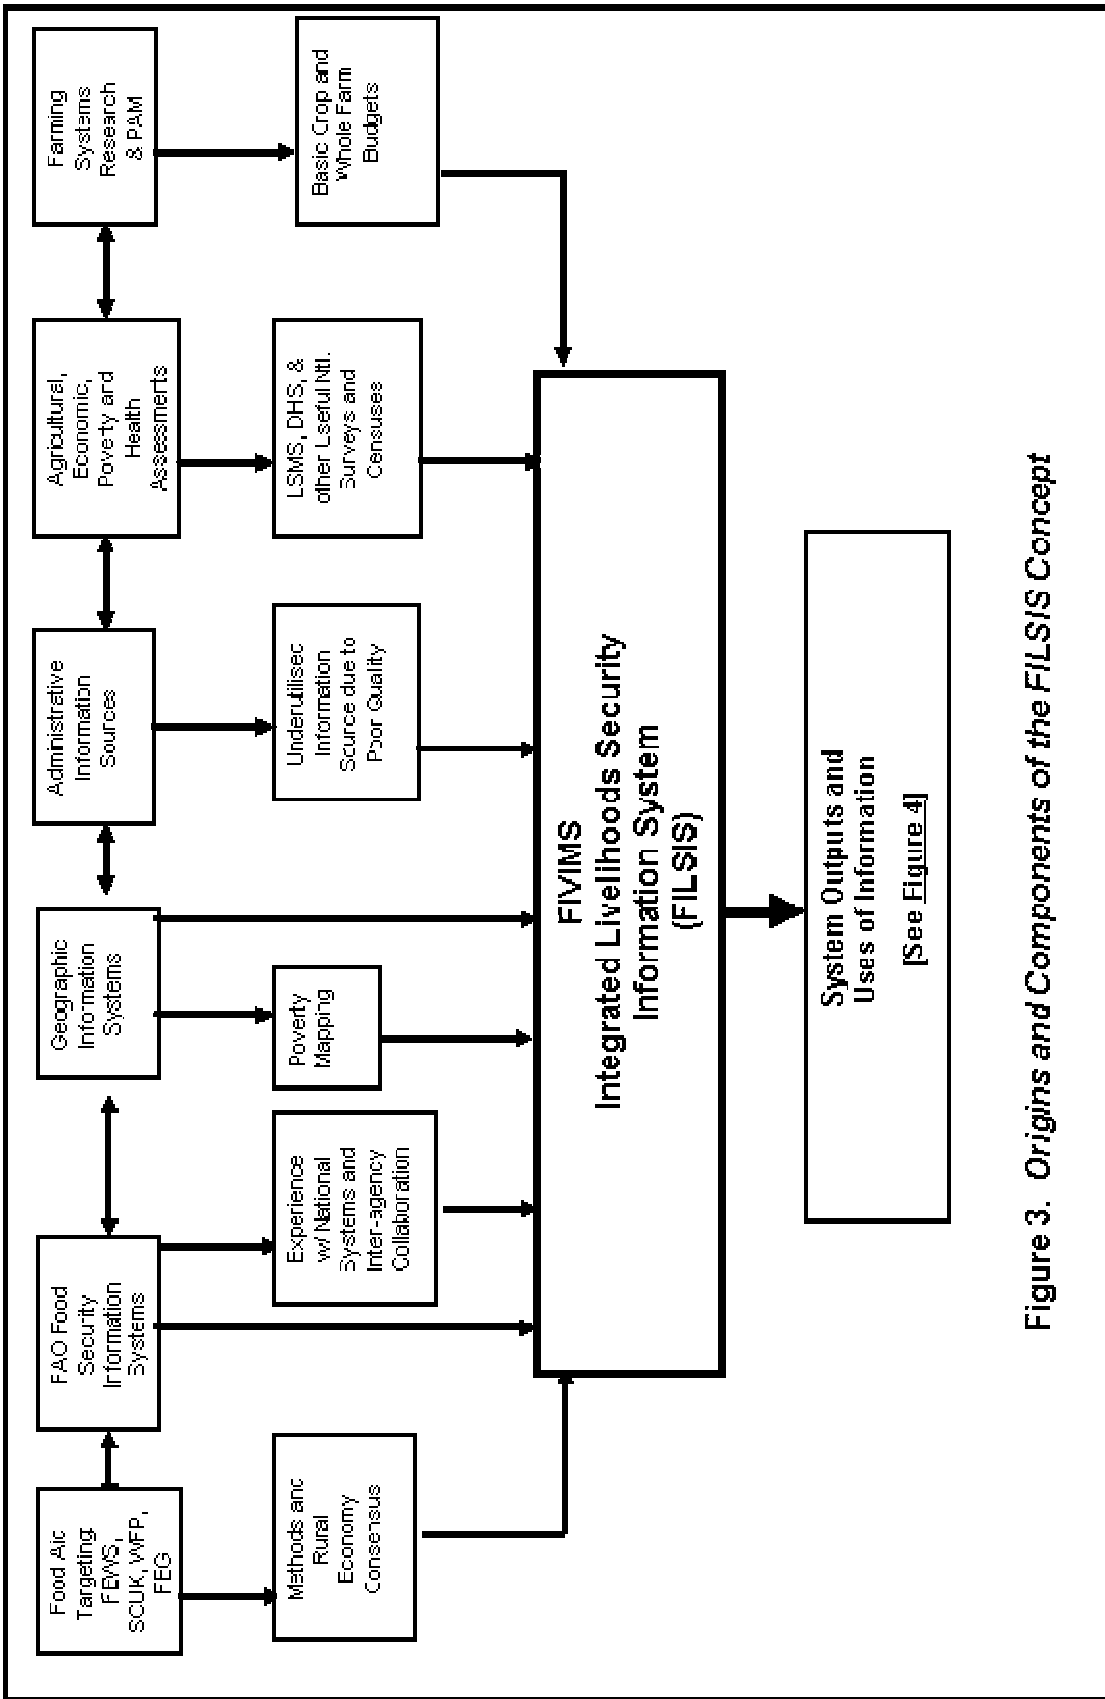 Food Aic
Targeting:
FEWS,
SCUK, WFP,
FEG
FAO Food
Security
Information
Systems
Geographic
Information
Systems
Administrative
Information
Sources
Agricultural,
Economic,
Poverty and
Health
Assessments
Farming
Systems
Research
& PAM
Methods and
Rural
Economy
Consensus
Experience
w/ National
Systems and
Inter-agency
Collaboration
Poverty
Mapping
Underutilisec
Information
Source due to
Poor Quality
LSMS, DHS, &
other Useful Ntl.
Surveys and
Censuses
Basic Crop and
Whole Farm
Budgets
FIVIMS
Integrated Livelihoods Security
Information System
(FILSIS)
System Outputs and
Uses of Information
[See Figure 4]
Figure 3. Origins and Components of the FILSIS Concept